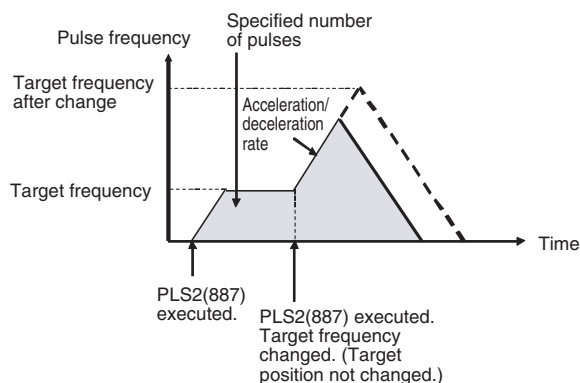 Specified number
of pulses
Pulse frequency
Target frequency
after change
Acceleration/
deceleration
rate
Target frequency
Time
PLS2(887)
executed.
PLS2(887) executed.
Target frequency
changed. (Target
position not changed.)